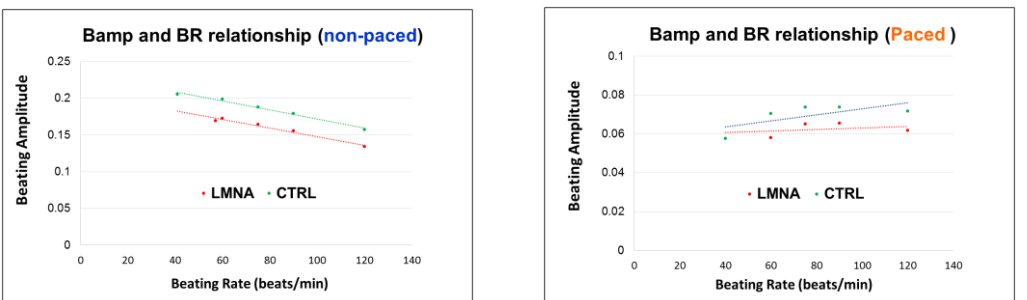 Bamp and BR relationship (non-paced)
0.25
0.2
0.15
0.1
0.05
0
Beating Amplitude
LMNA CTRL
0 20 40 60 80 100 120 140
Beating Rate (beats/min)
Bamp and BR relationship (Paced )
0.1
0.08
0.06
0.04
0.02
0
Beating Amplitude
LMNA CTRL
0 20 40 60 80 100 120 140
Beating Rate (beats/min)